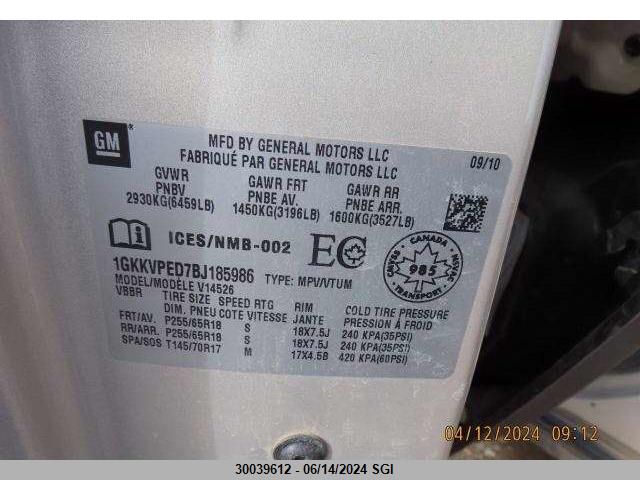 GM
MFD BY GENERAL MOTORS LLC
FABRIQUÉ PAR GENERAL MOTORS LLC
09/10
GVWR GAWR FRT GAWR RR
PNBV PNBE AV. PNBE ARR.
2930KG(6459LB) 1450KG(3196LB) 1600KG(3527LB)
ICES/NMB-002 EC
CANADA
985
TRANSPORT
1GKKVPED7BJ185986 TYPE: MPV/VTUM
MODEL/MODÈLE V14526
VBBR TIRE SIZE SPEED RTG RIM COLD TIRE PRESSURE
DIM. PNEU COTE VITESSE JANTE PRESSION À FROID
FRT/AV. P255/65R18 S 18X7.5J 240 KPA(35PSI)
RR/ARR. P255/65R18 S 18X7.5J 240 KPA(35PSI)
SPA/SOS T145/70R17 M 17X4.5B 420 KPA(60PSI)
04/12/2024 09:12
30039612 - 06/14/2024 SGI